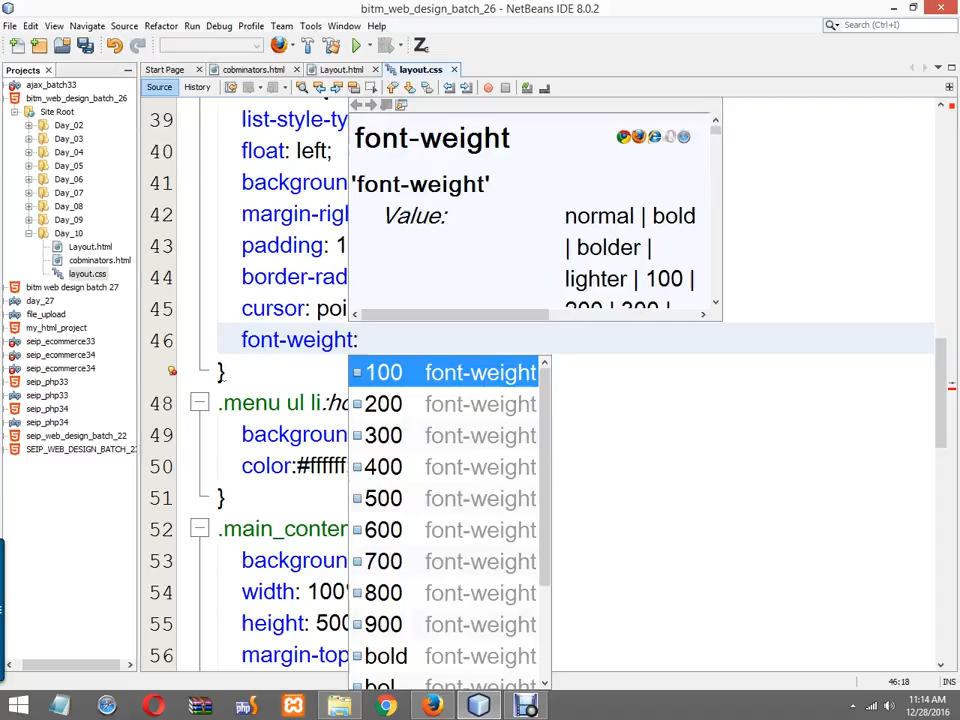 bitm_web_design_batch_26 - NetBeans IDE 8.0.2
File Edit View Navigate Source Refactor Run Debug Profile Team Tools Window Help
Search (Ctrl+I)
Projects
Start Page cobminators.html Layout.html layout.css
Source History
ajax_batch33
bitm_web_design_batch_26
Site Root
Day_02
Day_03
Day_04
Day_05
Day_06
Day_07
Day_08
Day_09
Day_10
Layout.html
cobminators.html
layout.css
bitm web design batch 27
day_27
file_upload
my_html_project
seip_ecommerce33
seip_ecommerce34
seip_ecommerce34
seip_php33
seip_php33
seip_php34
seip_php34
seip_web_design_batch_22
SEIP_WEB_DESIGN_BATCH_2
39 list-style-ty
40 float: left;
41 backgroun
42 margin-rigl
43 padding: 1
44 border-rad
45 cursor: poi
46 font-weight:
}
48 .menu ul li:ho
49 backgroun
50 color:#ffffff
51 }
52 .main_conter
53 backgroun
54 width: 100%
55 height: 500
56 margin-top
font-weight
'font-weight'
Value: normal | bold
| bolder |
lighter | 100 |
200 | 300 |
100 font-weight
200 font-weight
300 font-weight
400 font-weight
500 font-weight
600 font-weight
700 font-weight
800 font-weight
900 font-weight
bold font-weight
bol font-weight
46:18 INS
11:14 AM
12/28/2016